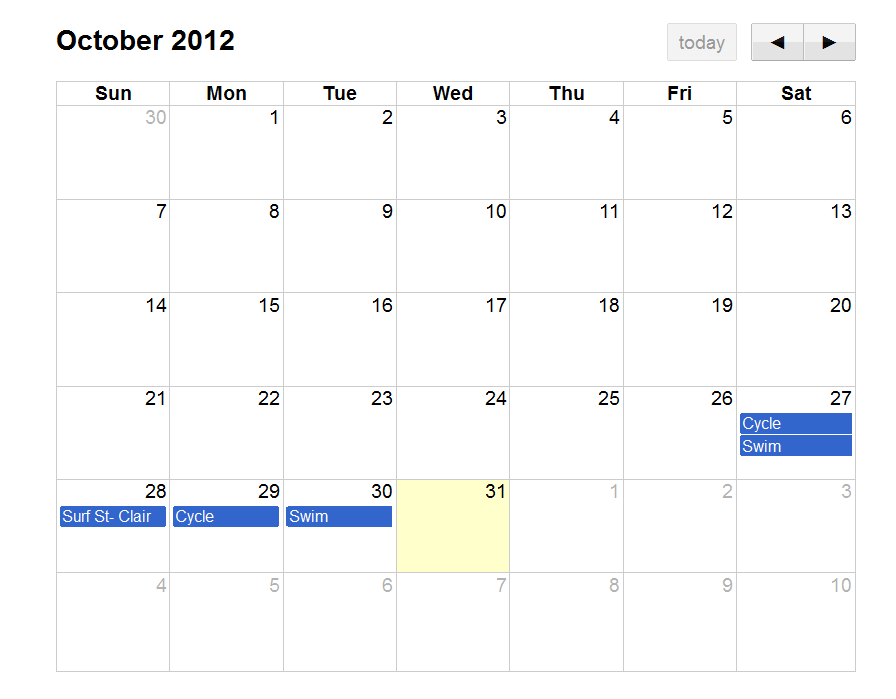 October 2012
today
Sun Mon Tue Wed Thu Fri Sat
30 1 2 3 4 5 6
7 8 9 10 11 12 13
14 15 16 17 18 19 20
21 22 23 24 25 26 27
Cycle
Swim
28 29 30 31 1 2 3
Surf St- Clair Cycle Swim
4 5 6 7 8 9 10